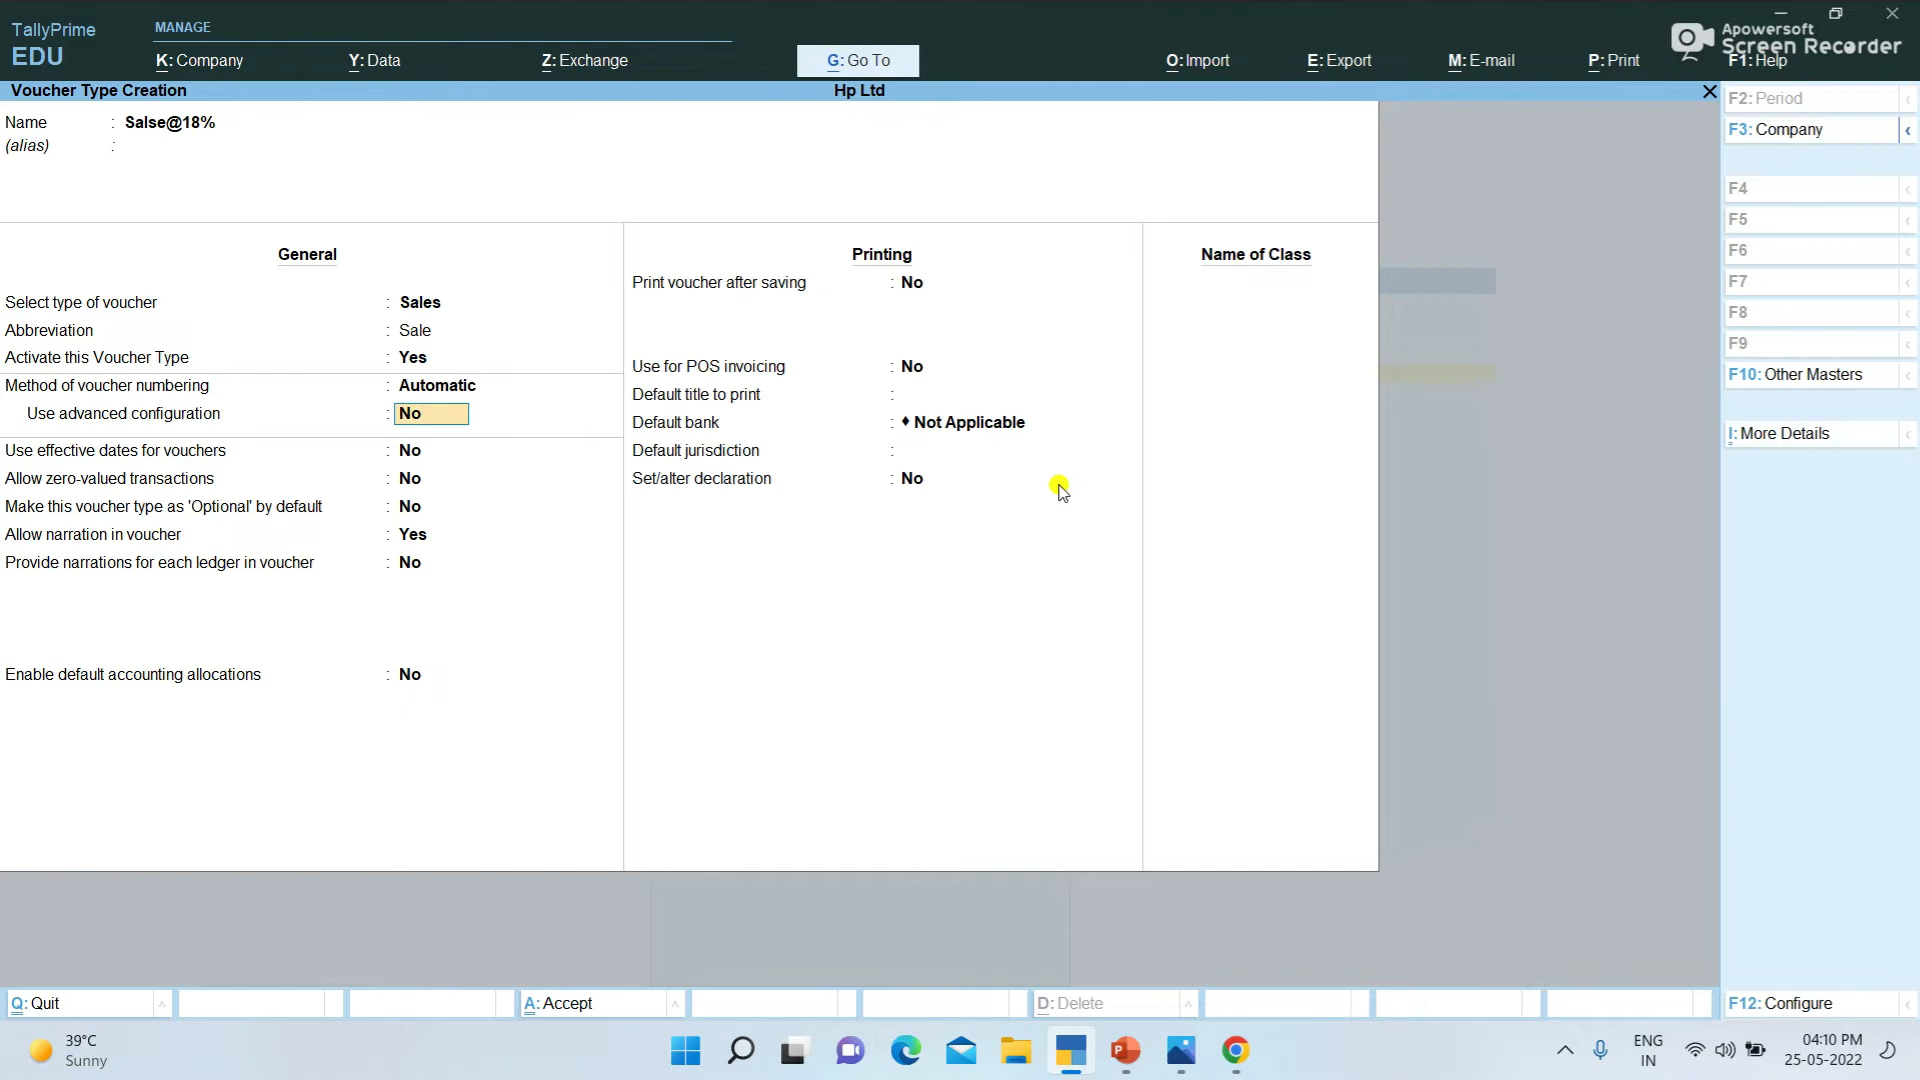 TallyPrime
EDU
MANAGE
K: Company
Y: Data
Z: Exchange
G: Go To
O: Import
E: Export
M: E-mail
P: Print
F1: Help
Apowersoft
Screen Recorder
Voucher Type Creation
Hp Ltd
Name : Salse@18%
(alias) :
General
Select type of voucher : Sales
Abbreviation : Sale
Activate this Voucher Type : Yes
Method of voucher numbering : Automatic
Use advanced configuration : No
Use effective dates for vouchers : No
Allow zero-valued transactions : No
Make this voucher type as 'Optional' by default : No
Allow narration in voucher : Yes
Provide narrations for each ledger in voucher : No
Enable default accounting allocations : No
Printing
Print voucher after saving : No
Use for POS invoicing : No
Default title to print :
Default bank : ♦ Not Applicable
Default jurisdiction :
Set/alter declaration : No
Name of Class
F2: Period
F3: Company
F4
F5
F6
F7
F8
F9
F10: Other Masters
I: More Details
F12: Configure
Q: Quit
A: Accept
D: Delete
39°C
Sunny
ENG
IN
04:10 PM
25-05-2022